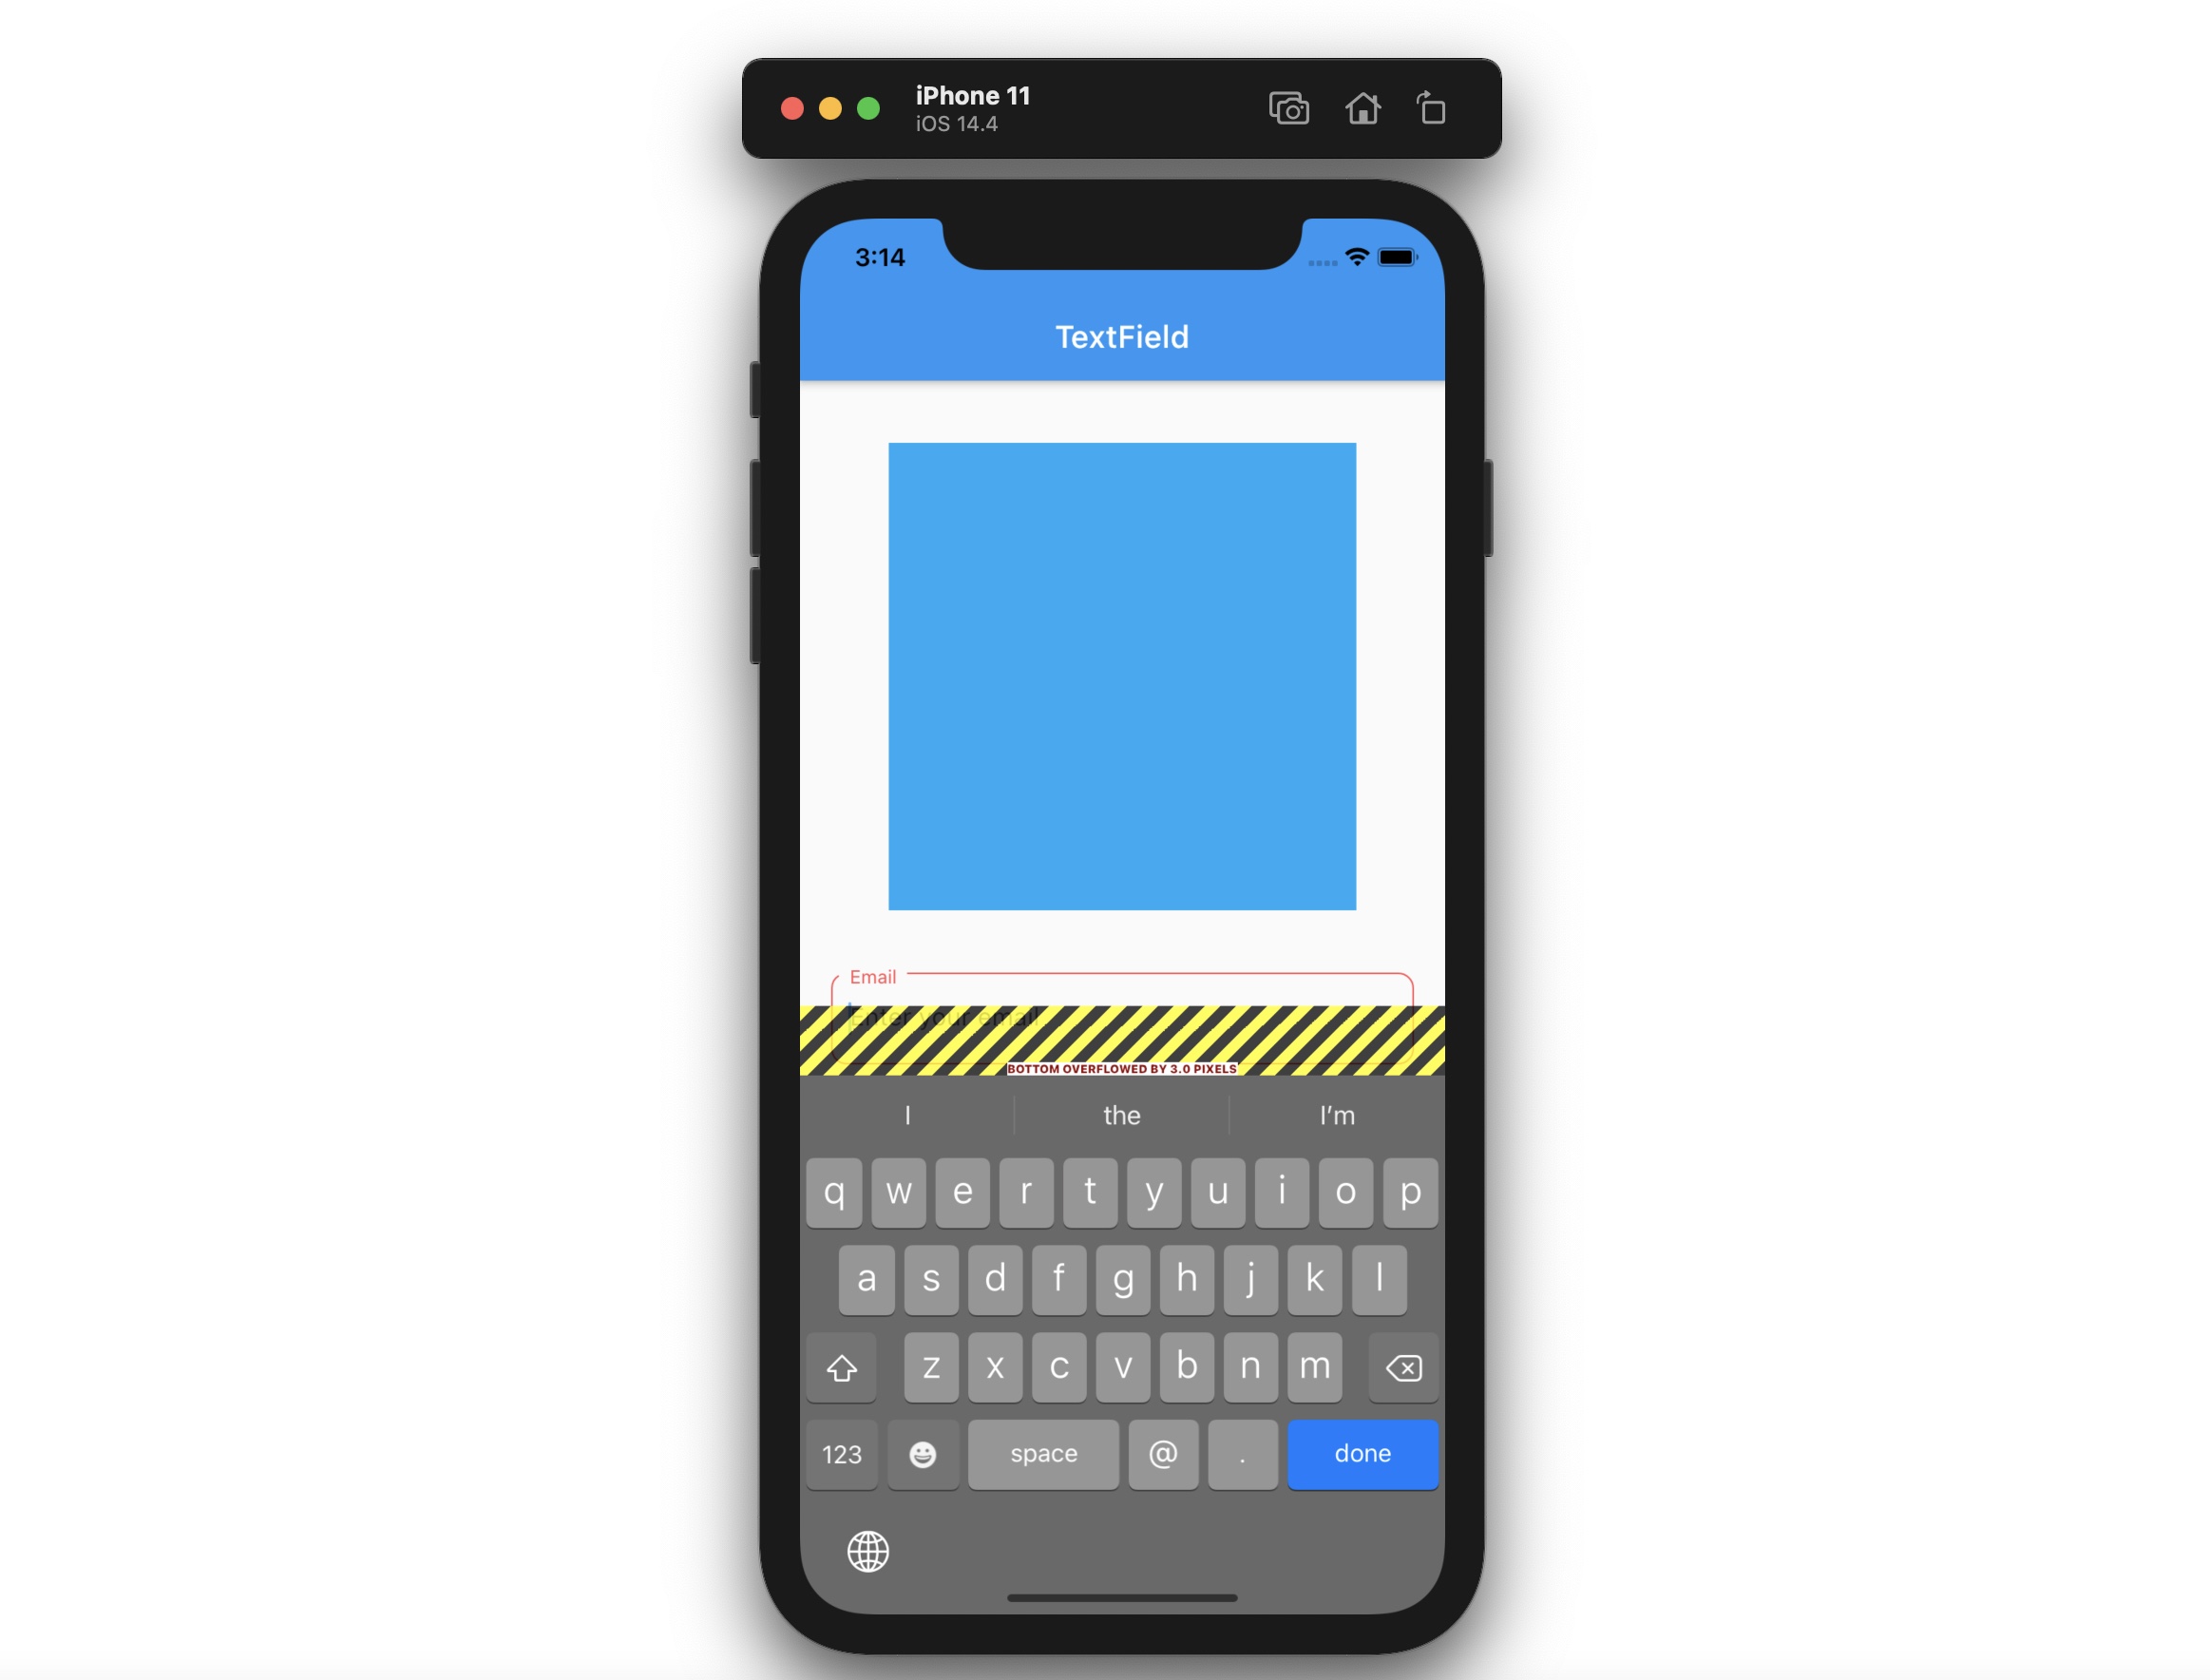 iPhone 11
iOS 14.4
3:14
TextField
Email
Enter your email
BOTTOM OVERFLOWED BY 3.0 PIXELS
I the I’m
q w e r t y u i o p
a s d f g h j k l
z x c v b n m
123 space @ . done